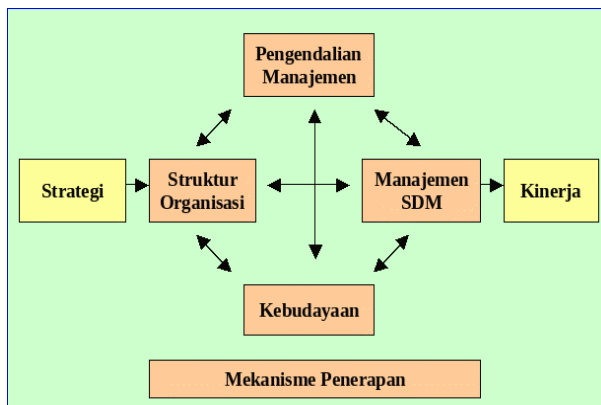 Pengendalian
Manajemen
Strategi
Struktur
Organisasi
Manajemen
SDM
Kinerja
Kebudayaan
Mekanisme Penerapan